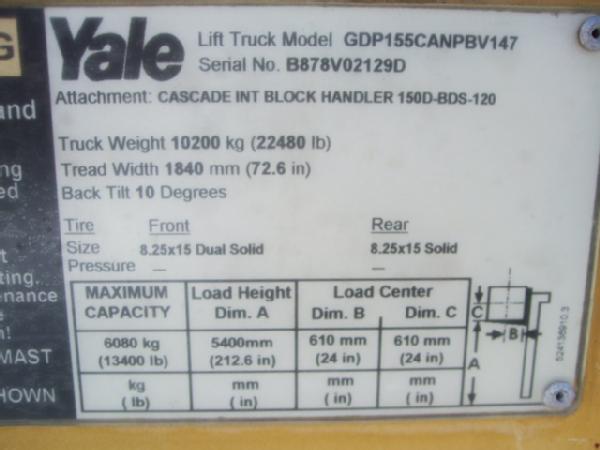 G
Yale
Lift Truck Model GDP155CANPBV147
Serial No. B878V02129D
Attachment: CASCADE INT BLOCK HANDLER 150D-BDS-120
and
Truck Weight 10200 kg (22480 lb)
Tread Width 1840 mm (72.6 in)
ng
Back Tilt 10 Degrees
ed
Tire Front Rear
Size 8.25x15 Dual Solid 8.25x15 Solid
Pressure — —
t
ting.
enance
e
n!
MAST
HOWN
MAXIMUM CAPACITY Load Height Dim. A Load Center Dim. B Dim. C
6080 kg 5400mm 610 mm 610 mm
(13400 lb) (212.6 in) (24 in) (24 in)
kg mm mm mm
( lb) ( in) ( in) ( in)
C
B
A
524136910.3